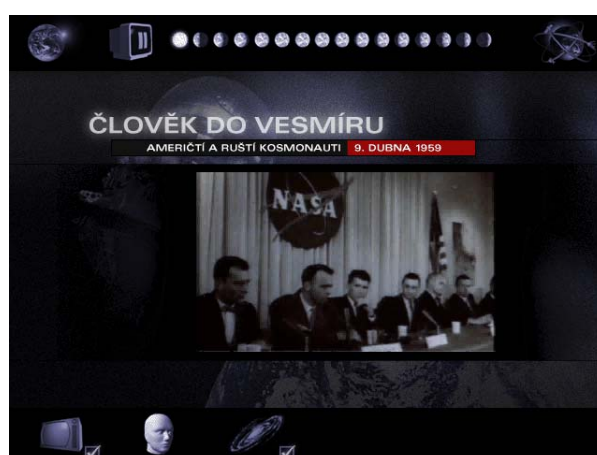 ČLOVĚK DO VESMÍRU
AMERIČTÍ A RUŠTÍ KOSMONAUTI 9. DUBNA 1959
NASA